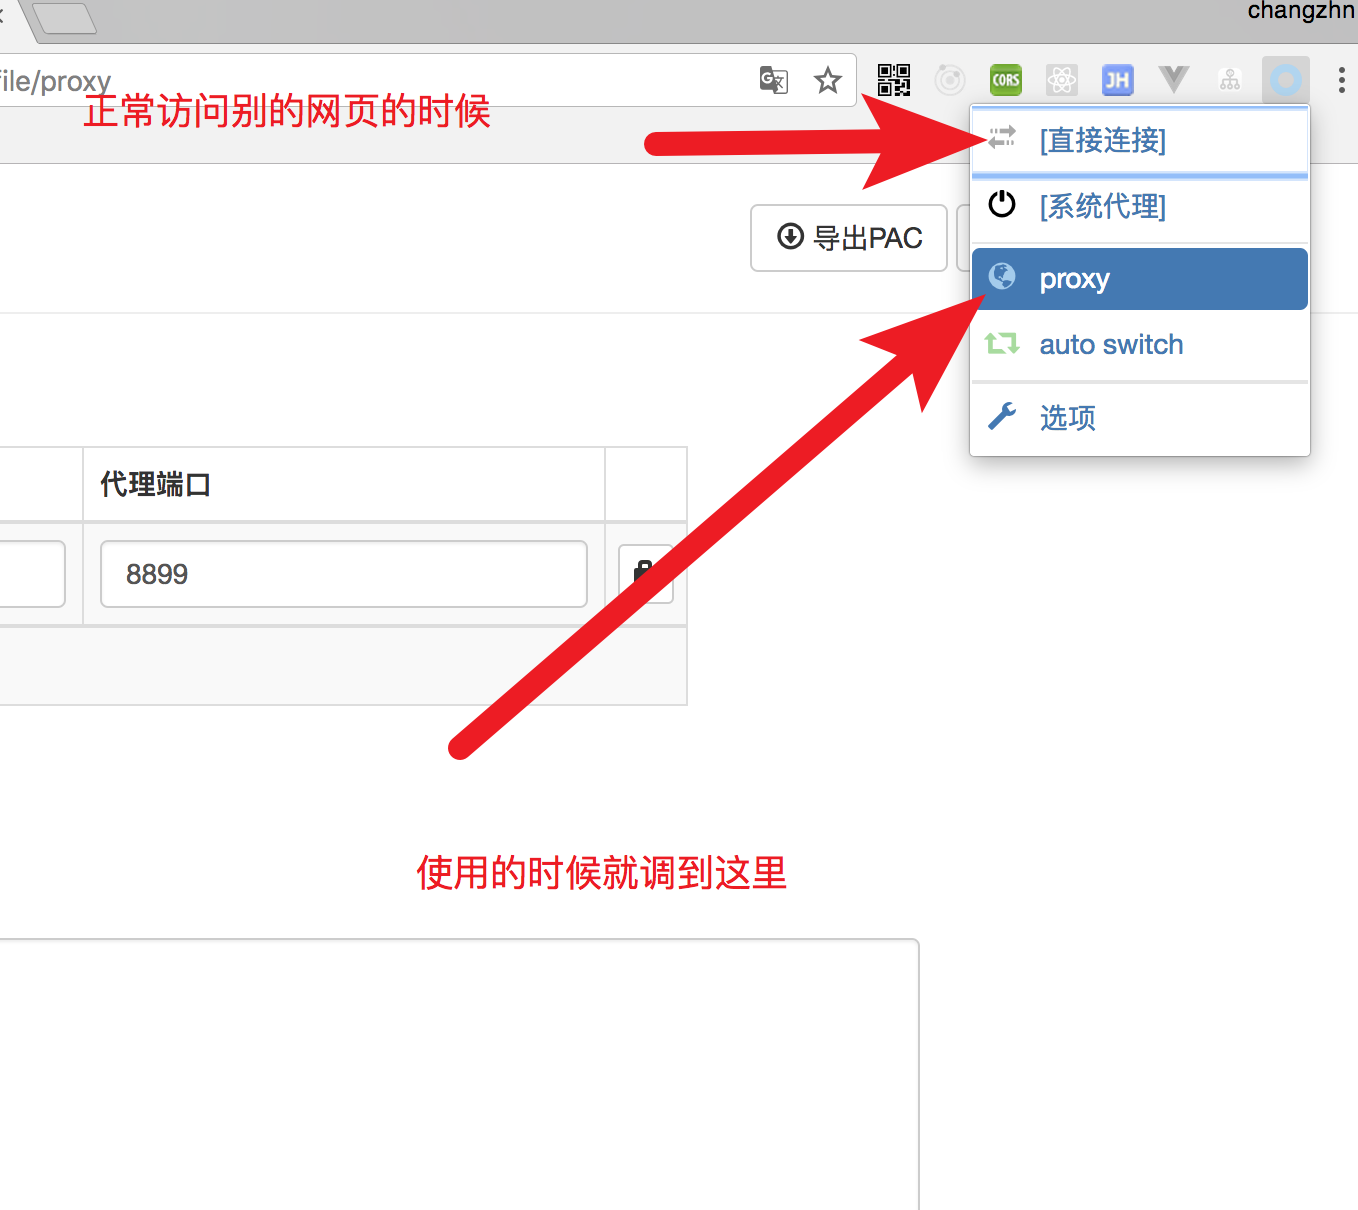 changzhn
file/proxy
CORS
JH
正常访问别的网页的时候
[直接连接]
[系统代理]
导出PAC
proxy
auto switch
选项
代理端口
8899
使用的时候就调到这里